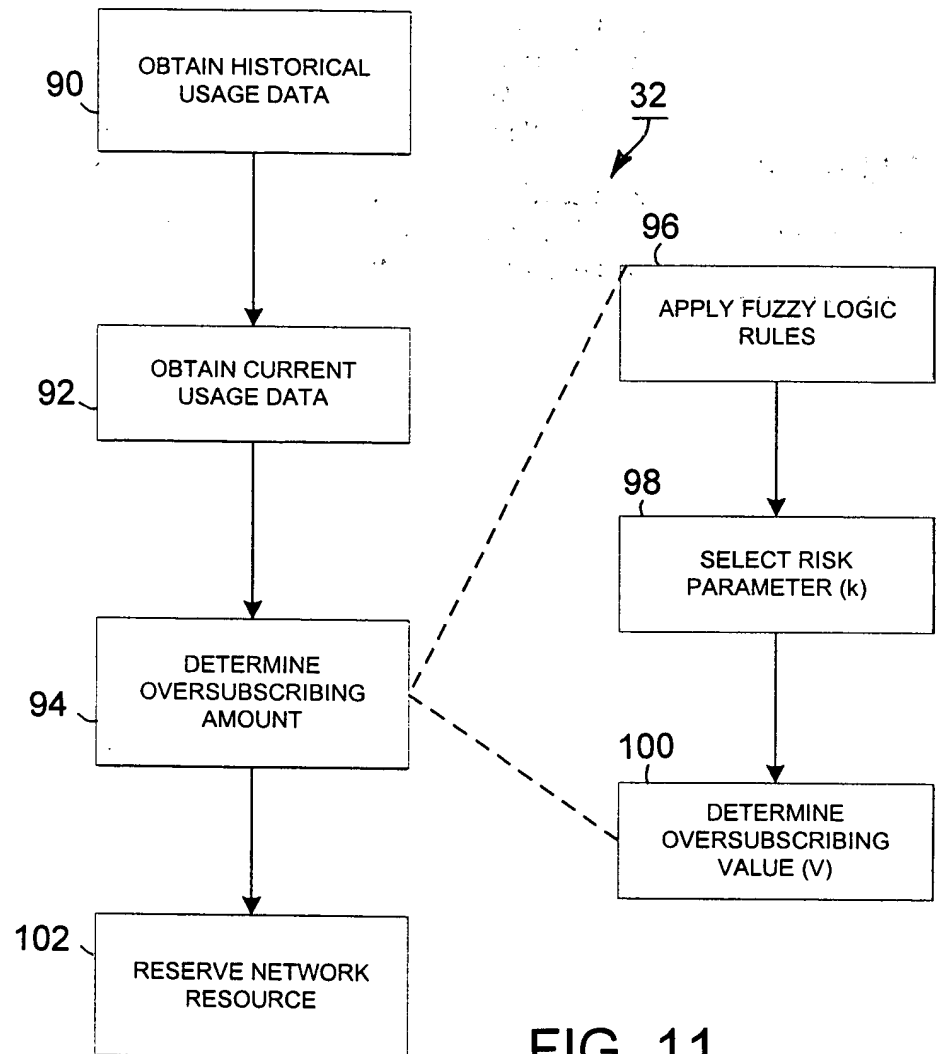 90
OBTAIN HISTORICAL
USAGE DATA
32
92
OBTAIN CURRENT
USAGE DATA
94
DETERMINE
OVERSUBSCRIBING
AMOUNT
96
APPLY FUZZY LOGIC
RULES
98
SELECT RISK
PARAMETER (k)
100
DETERMINE
OVERSUBSCRIBING
VALUE (V)
102
RESERVE NETWORK
RESOURCE
FIG. 11